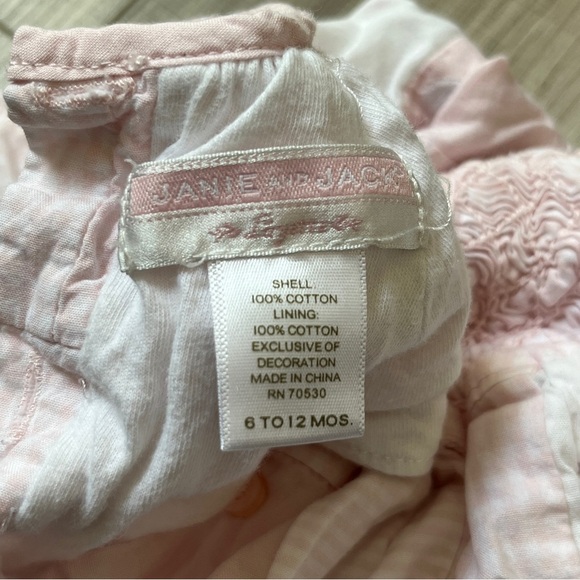 JANIE AND JACK
Layette
SHELL:
100% COTTON
LINING:
100% COTTON
EXCLUSIVE OF
DECORATION
MADE IN CHINA
RN 70530
6 TO 12 MOS.